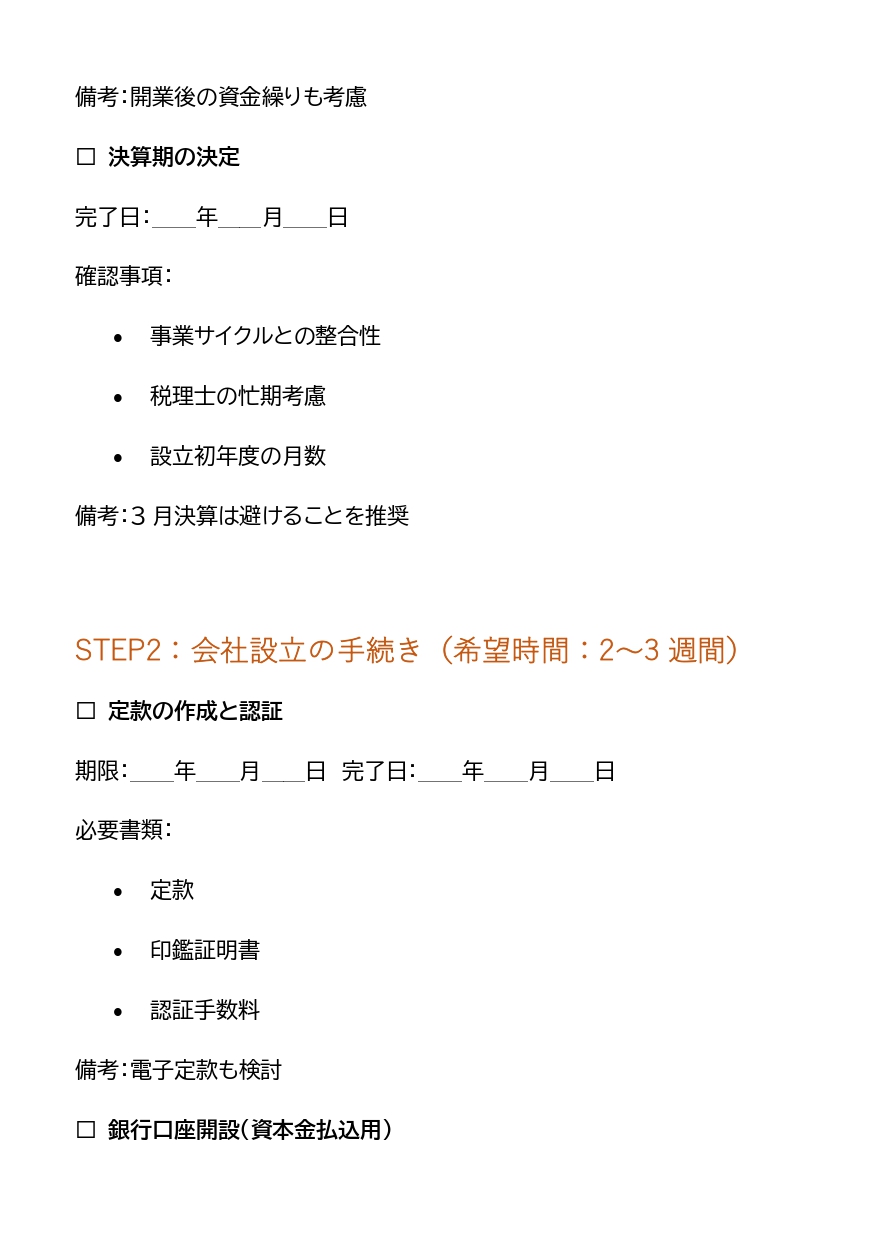 備考：開業後の資金繰りも考慮
□ 決算期の決定
完了日：____年____月____日
確認事項：
• 事業サイクルとの整合性
• 税理士の忙期考慮
• 設立初年度の月数
備考：3 月決算は避けることを推奨
STEP2：会社設立の手続き（希望時間：2～3 週間）
□ 定款の作成と認証
期限：____年____月____日 完了日：____年____月____日
必要書類：
• 定款
• 印鑑証明書
• 認証手数料
備考：電子定款も検討
□ 銀行口座開設（資本金払込用）